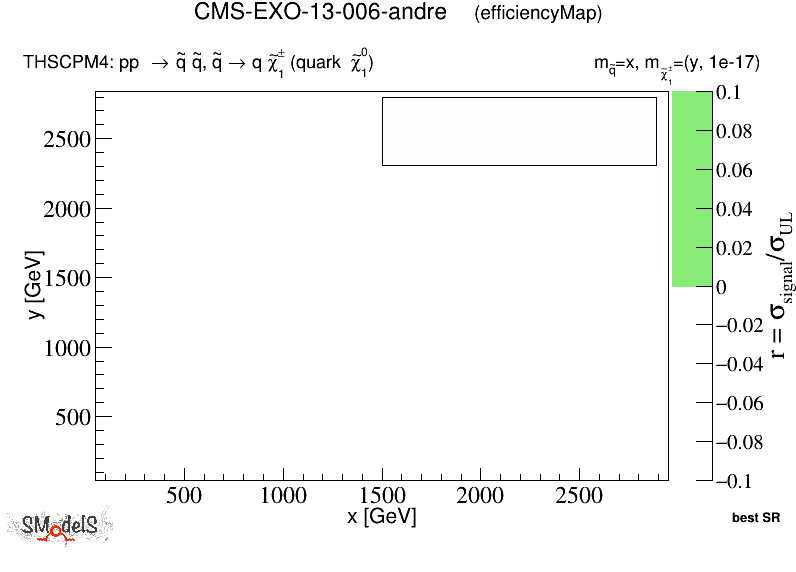 CMS-EXO-13-006-andre (efficiencyMap)
THSCPM4: pp → q̃ q̃, q̃ → q χ̃₁± (quark χ̃₁⁰) m_q̃=x, m_χ̃₁±=(y, 1e-17)
0.1
0.08
0.06
0.04
0.02
0
−0.02
−0.04
−0.06
−0.08
−0.1
r = σ_signal/σ_UL
2500
2000
1500
1000
500
y [GeV]
500 1000 1500 2000 2500
x [GeV]
SModelS
best SR